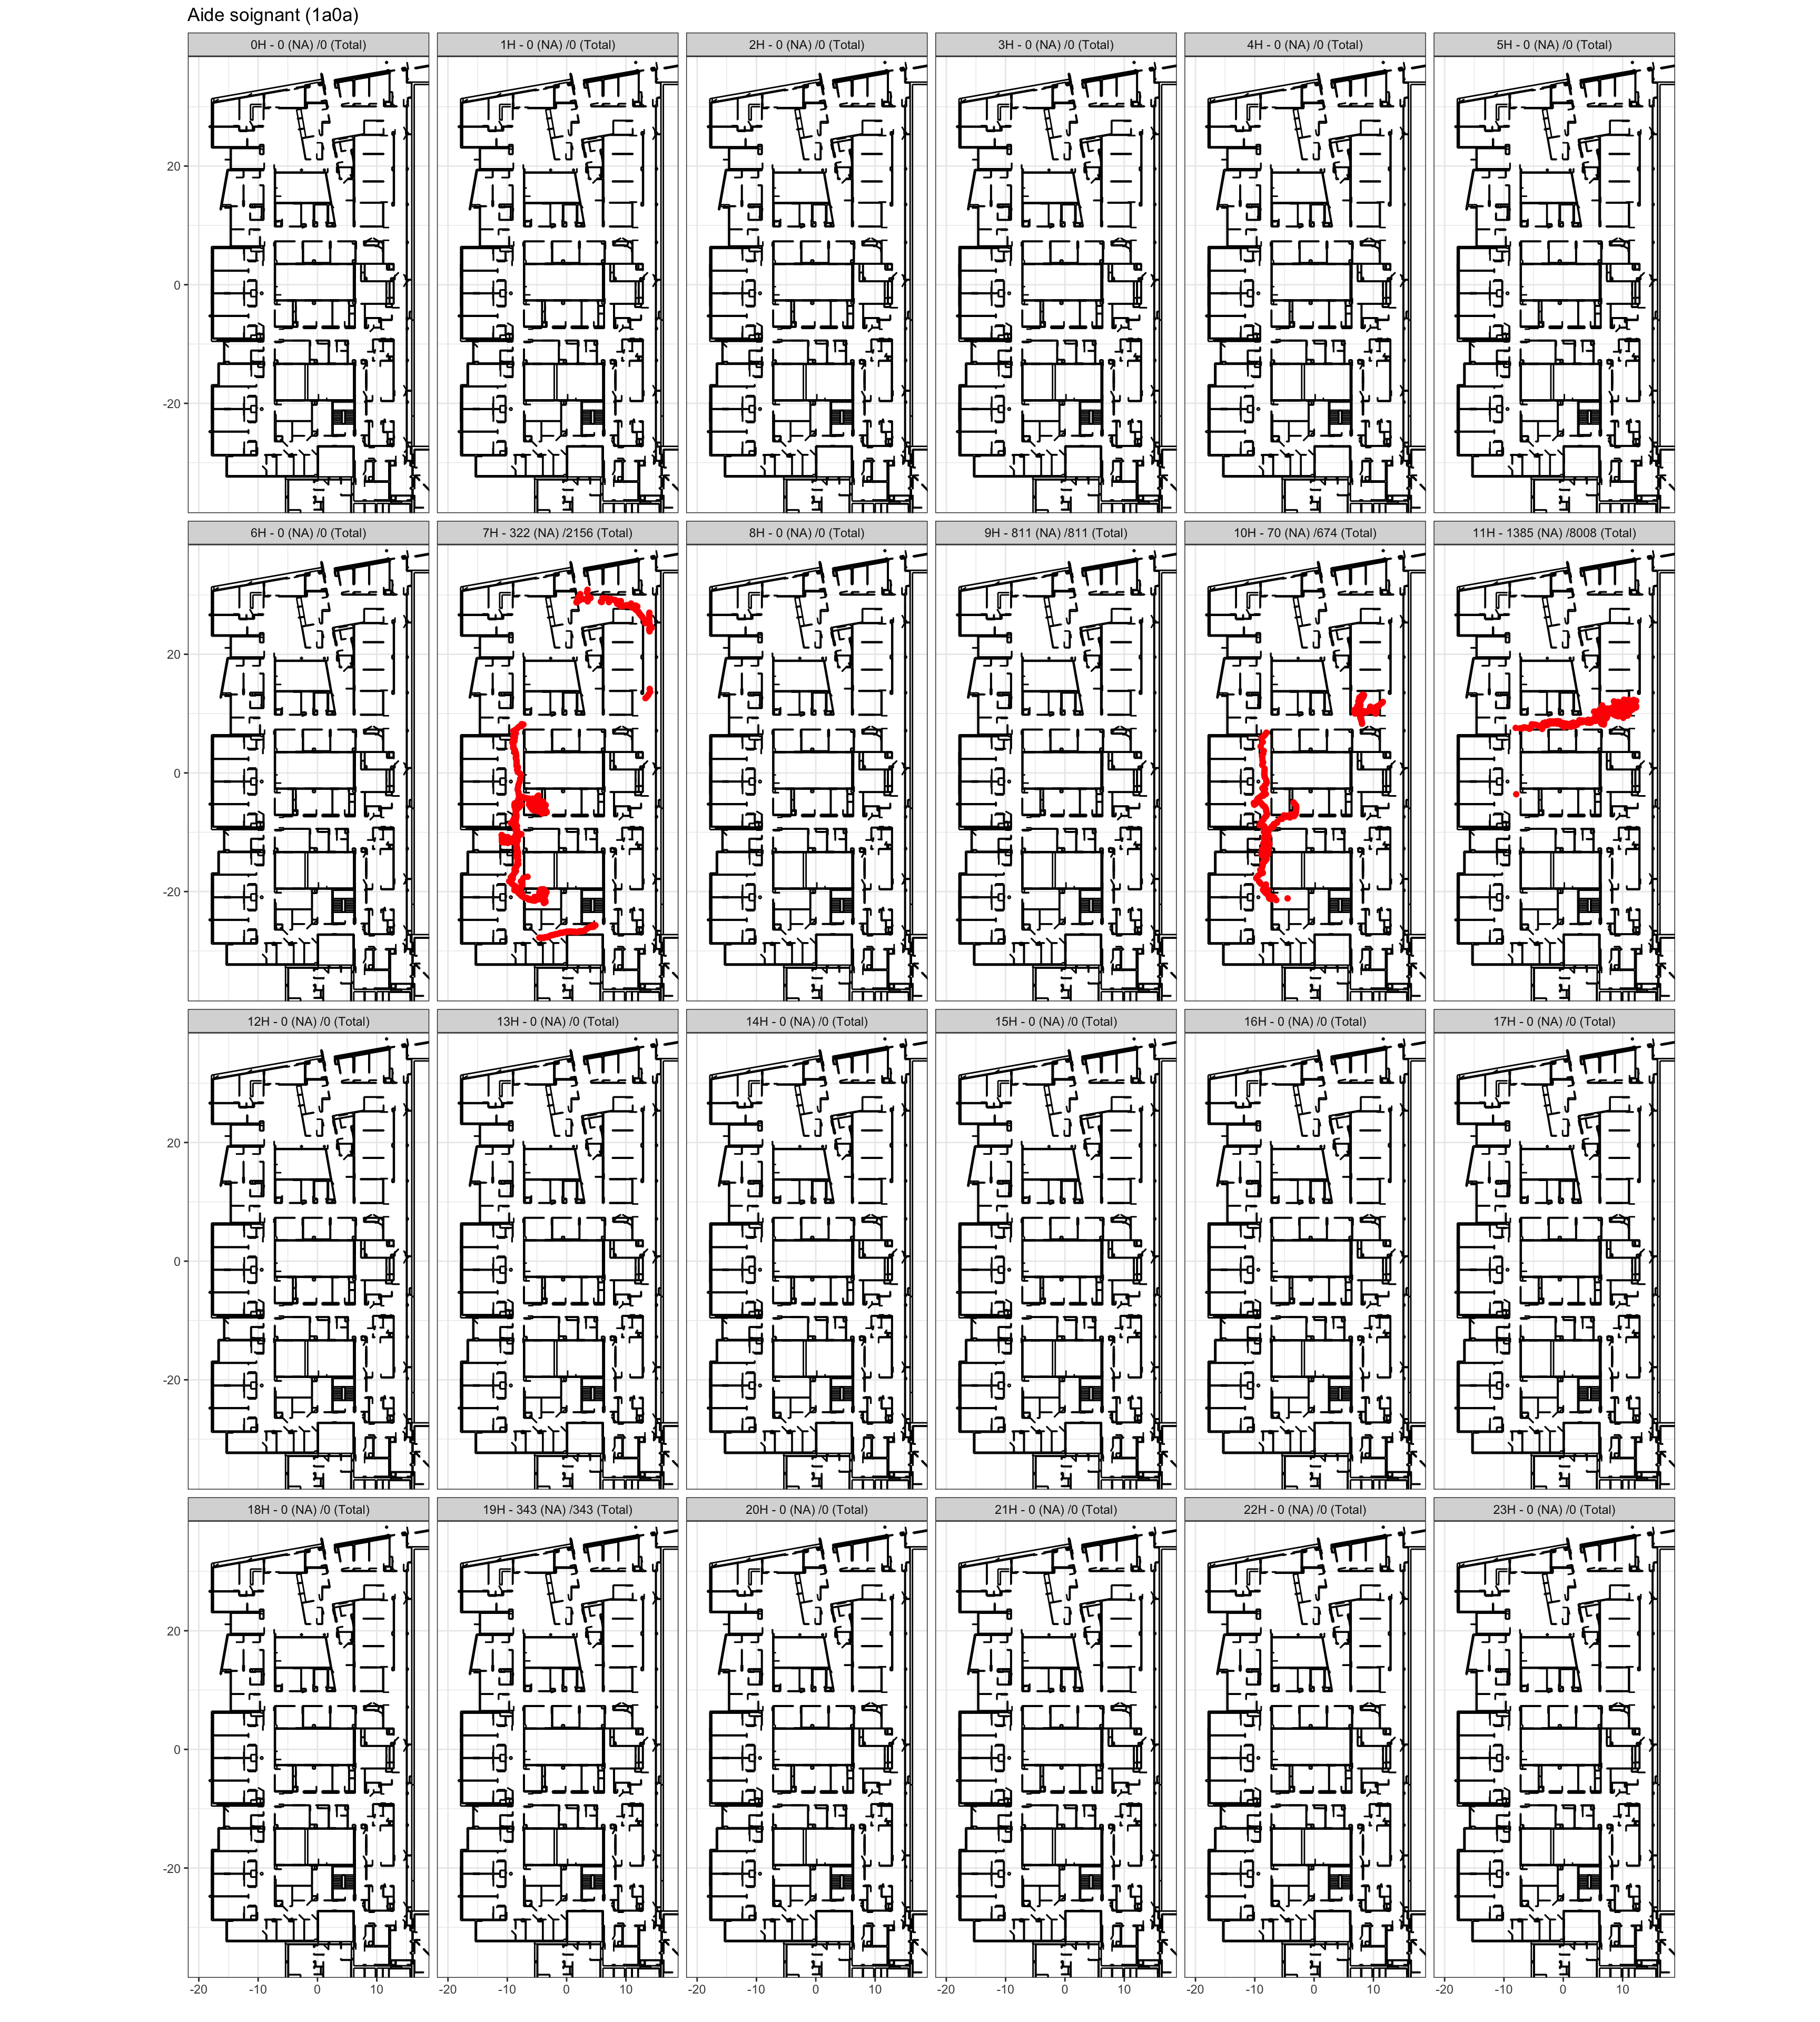 Aide soignant (1a0a)
0H - 0 (NA) /0 (Total)
1H - 0 (NA) /0 (Total)
2H - 0 (NA) /0 (Total)
3H - 0 (NA) /0 (Total)
4H - 0 (NA) /0 (Total)
5H - 0 (NA) /0 (Total)
20
0
-20
6H - 0 (NA) /0 (Total)
7H - 322 (NA) /2156 (Total)
8H - 0 (NA) /0 (Total)
9H - 811 (NA) /811 (Total)
10H - 70 (NA) /674 (Total)
11H - 1385 (NA) /8008 (Total)
20
0
-20
12H - 0 (NA) /0 (Total)
13H - 0 (NA) /0 (Total)
14H - 0 (NA) /0 (Total)
15H - 0 (NA) /0 (Total)
16H - 0 (NA) /0 (Total)
17H - 0 (NA) /0 (Total)
20
0
-20
18H - 0 (NA) /0 (Total)
19H - 343 (NA) /343 (Total)
20H - 0 (NA) /0 (Total)
21H - 0 (NA) /0 (Total)
22H - 0 (NA) /0 (Total)
23H - 0 (NA) /0 (Total)
20
0
-20
-20 -10 0 10 -20 -10 0 10 -20 -10 0 10 -20 -10 0 10 -20 -10 0 10 -20 -10 0 10